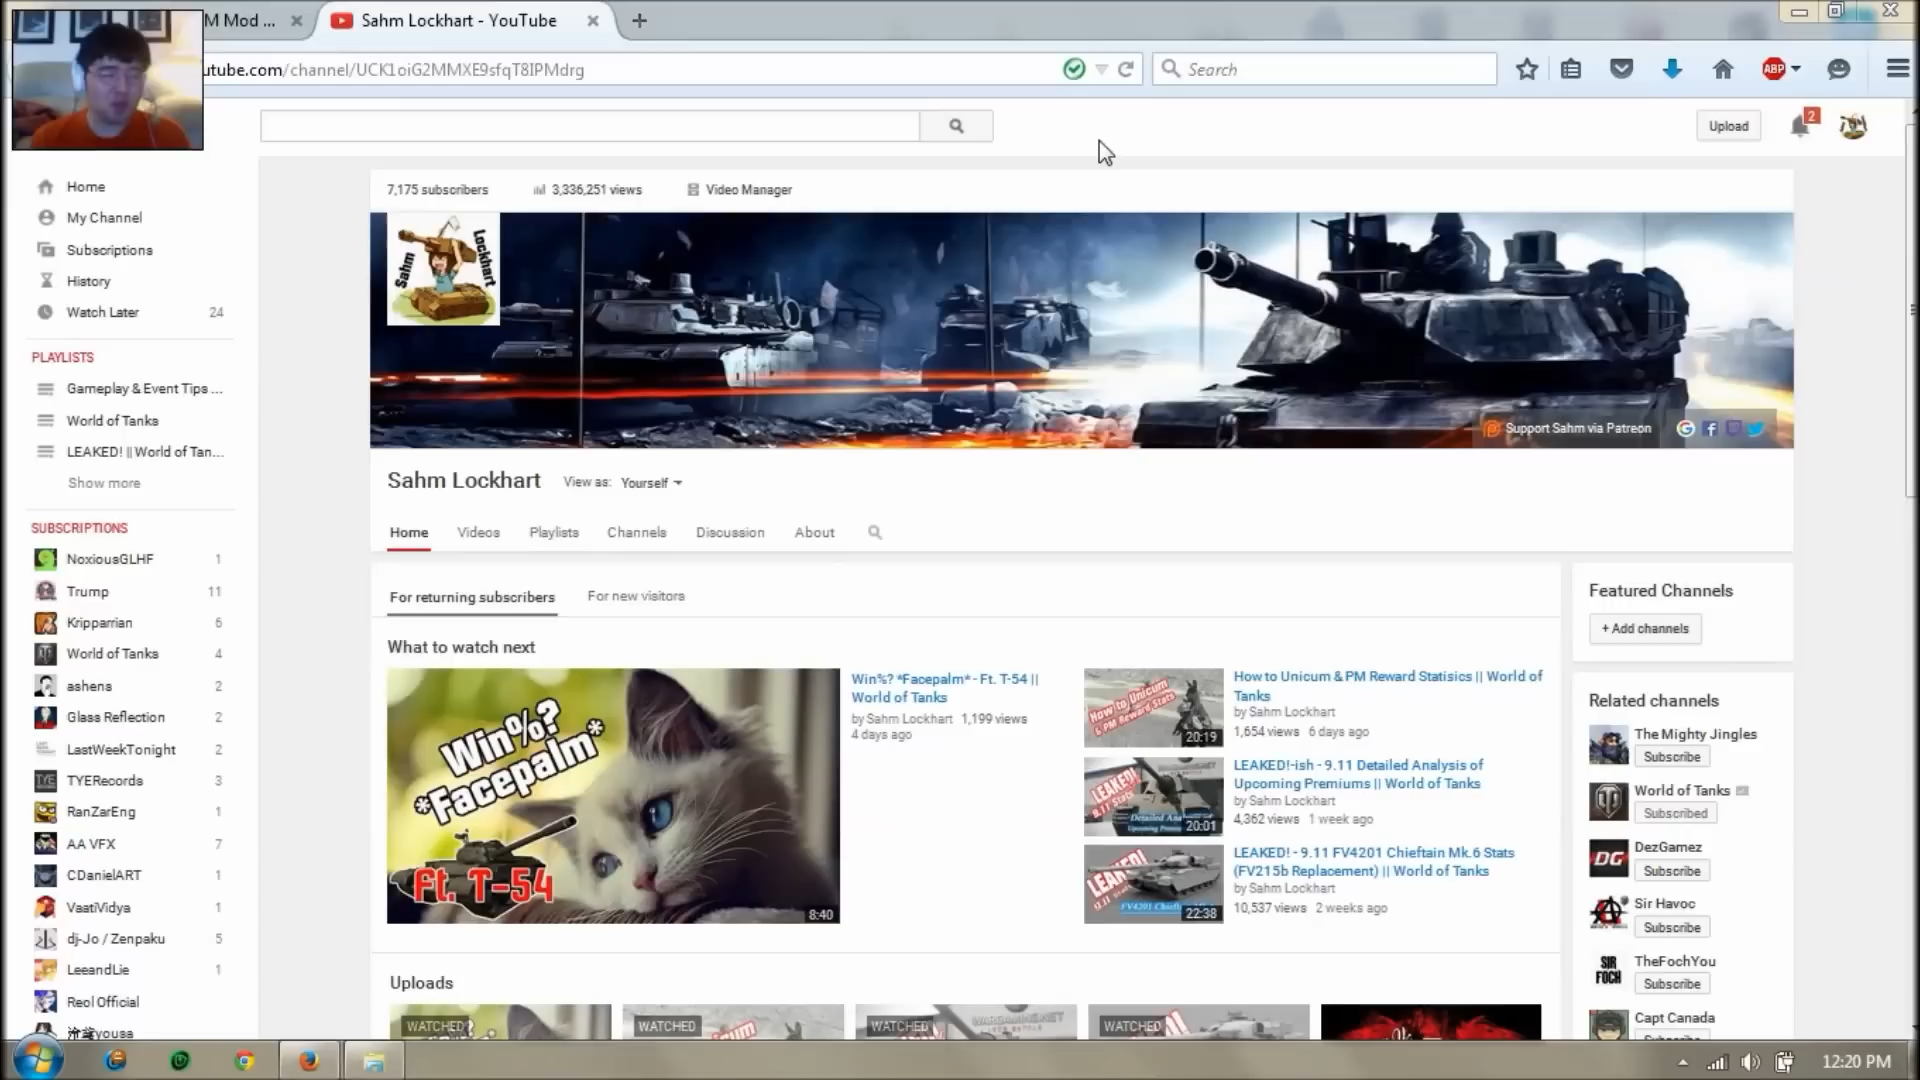 M Mod ...
Sahm Lockhart - YouTube
utube.com/channel/UCK1oiG2MMXE9sfqT8IPMdrg
Search
ABP
Upload
2
Home
My Channel
Subscriptions
History
Watch Later 24
PLAYLISTS
Gameplay & Event Tips ...
World of Tanks
LEAKED! || World of Tan...
Show more
SUBSCRIPTIONS
NoxiousGLHF 1
Trump 11
Kripparrian 6
World of Tanks 4
ashens 2
Glass Reflection 2
LastWeekTonight 2
TYERecords 3
RanZarEng 1
AA VFX 7
CDanielART 1
VaatiVidya 1
dj-Jo / Zenpaku 5
LeeandLie 1
Reol Official
7,175 subscribers 3,336,251 views Video Manager
Sahm Lockhart
Support Sahm via Patreon
Sahm Lockhart View as: Yourself
Home Videos Playlists Channels Discussion About
For returning subscribers For new visitors
What to watch next
Win%?
*Facepalm*
Ft. T-54
8:40
Win%? *Facepalm* - Ft. T-54 ||
World of Tanks
by Sahm Lockhart 1,199 views
4 days ago
How to Unicum
& PM Reward Stats
20:19
How to Unicum & PM Reward Statisics || World of
Tanks
by Sahm Lockhart
1,654 views 6 days ago
LEAKED!
20:01
LEAKED!-ish - 9.11 Detailed Analysis of
Upcoming Premiums || World of Tanks
by Sahm Lockhart
4,362 views 1 week ago
22:38
LEAKED! - 9.11 FV4201 Chieftain Mk.6 Stats
(FV215b Replacement) || World of Tanks
by Sahm Lockhart
10,537 views 2 weeks ago
Uploads
WATCHED
WATCHED
WATCHED
WATCHED
Featured Channels
+ Add channels
Related channels
The Mighty Jingles
Subscribe
World of Tanks
Subscribed
DG
DezGamez
Subscribe
Sir Havoc
Subscribe
SIR
FOCH
TheFochYou
Subscribe
Capt Canada
12:20 PM